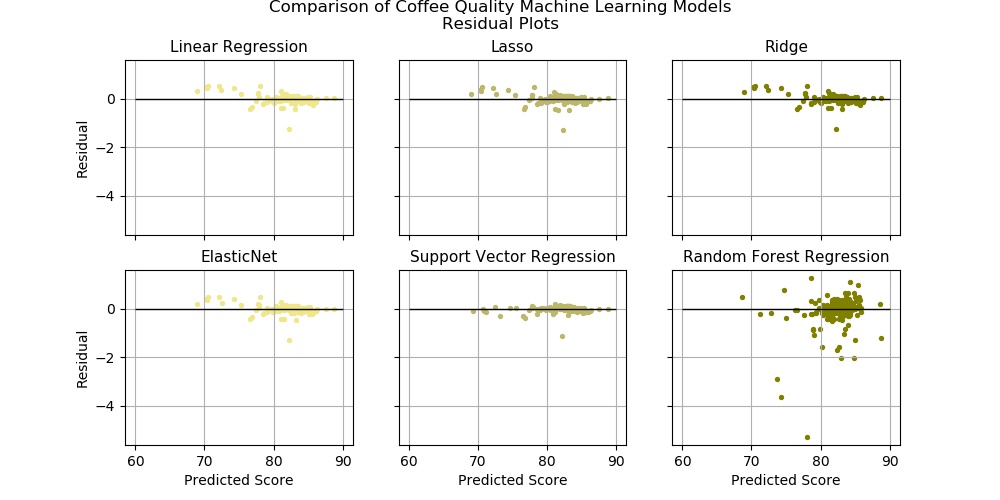 Comparison of Coffee Quality Machine Learning Models
Residual Plots
Linear Regression
Lasso
Ridge
0
−2
−4
Residual
ElasticNet
Support Vector Regression
Random Forest Regression
0
−2
−4
Residual
60 70 80 90
60 70 80 90
60 70 80 90
Predicted Score
Predicted Score
Predicted Score